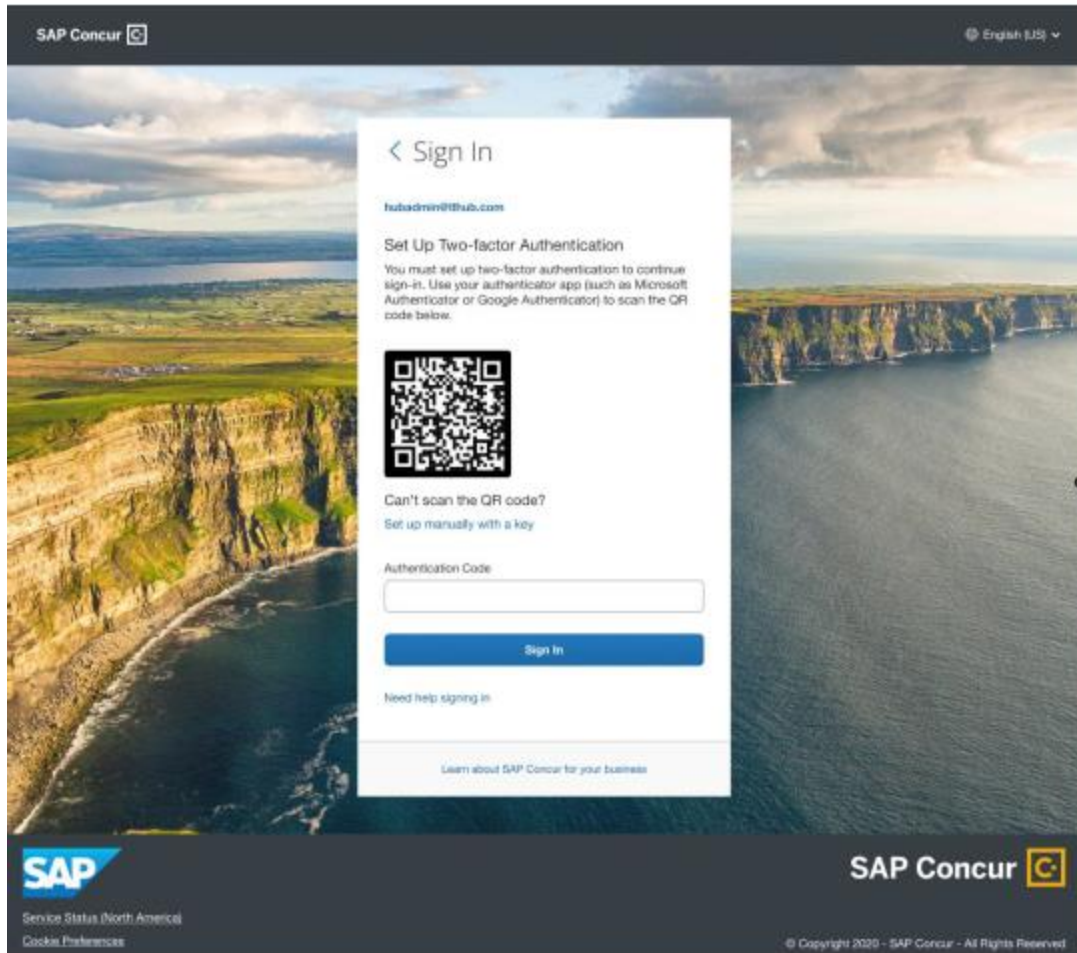 SAP Concur C
English (US)
Sign In
hubadmin@ithub.com
Set Up Two-factor Authentication
You must set up two-factor authentication to continue
sign-in. Use your authenticator app (such as Microsoft
Authenticator or Google Authenticator) to scan the QR
code below.
Can't scan the QR code?
Set up manually with a key
Authentication Code
Sign In
Need help signing in
Learn about SAP Concur for your business
SAP
SAP Concur C
Service Status (North America)
Cookie Preferences
© Copyright 2020 - SAP Concur - All Rights Reserved